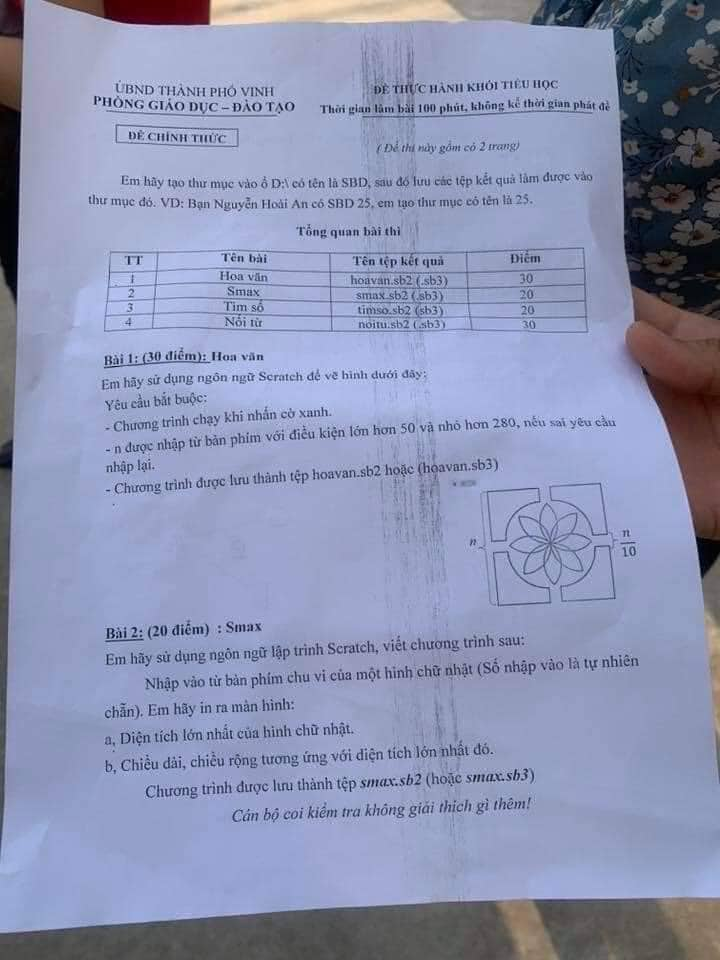 ỦBND THÀNH PHỐ VINH
PHÒNG GIÁO DỤC – ĐÀO TẠO
ĐỀ CHÍNH THỨC
ĐỀ THỰC HÀNH KHỐI TIỂU HỌC
Thời gian làm bài 100 phút, không kể thời gian phát đề
( Đề thi này gồm có 2 trang)
Em hãy tạo thư mục vào ổ D:\ có tên là SBD, sau đó lưu các tệp kết quả làm được vào
thư mục đó. VD: Bạn Nguyễn Hoài An có SBD 25, em tạo thư mục có tên là 25.
Tổng quan bài thi
TT Tên bài Tên tệp kết quả Điểm
1 Hoa văn hoavan.sb2 (.sb3) 30
2 Smax smax.sb2 (.sb3) 20
3 Tìm số timso.sb2 (sb3) 20
4 Nối từ noitu.sb2 (.sb3) 30
Bài 1: (30 điểm): Hoa văn
Em hãy sử dụng ngôn ngữ Scratch để vẽ hình dưới đây:
Yêu cầu bắt buộc:
- Chương trình chạy khi nhấn cờ xanh.
- n được nhập từ bàn phím với điều kiện lớn hơn 50 và nhỏ hơn 280, nếu sai yêu cầu
nhập lại.
- Chương trình được lưu thành tệp hoavan.sb2 hoặc (hoavan.sb3)
n
n
10
Bài 2: (20 điểm) : Smax
Em hãy sử dụng ngôn ngữ lập trình Scratch, viết chương trình sau:
Nhập vào từ bàn phím chu vi của một hình chữ nhật (Số nhập vào là tự nhiên
chẵn). Em hãy in ra màn hình:
a, Diện tích lớn nhất của hình chữ nhật.
b, Chiều dài, chiều rộng tương ứng với diện tích lớn nhất đó.
Chương trình được lưu thành tệp smax.sb2 (hoặc smax.sb3)
Cán bộ coi kiểm tra không giải thích gì thêm!